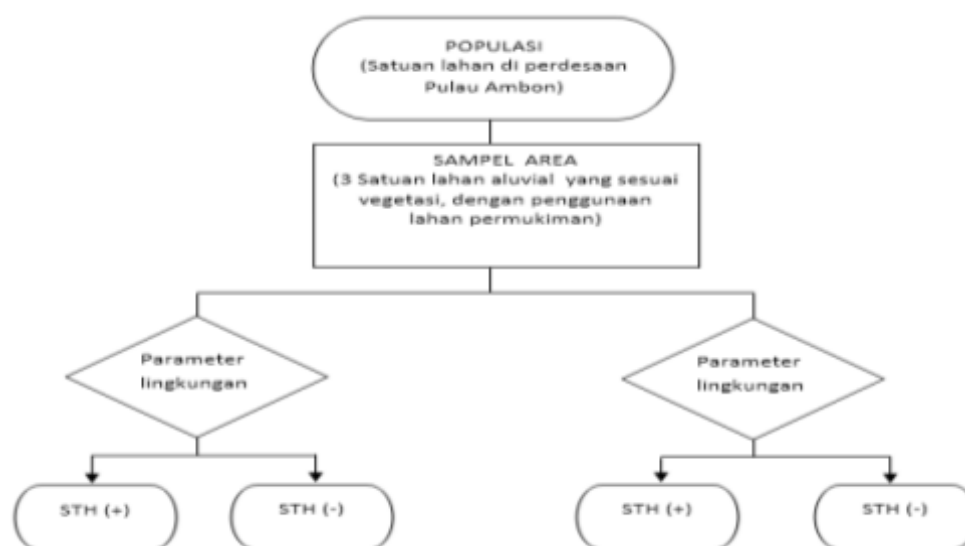 POPULASI
(Satuan lahan di perdesaan
Pulau Ambon)
SAMPEL AREA
(3 Satuan lahan aluvial yang sesuai
vegetasi, dengan penggunaan
lahan permukiman)
Parameter
lingkungan
Parameter
lingkungan
STH (+)
STH (-)
STH (+)
STH (-)